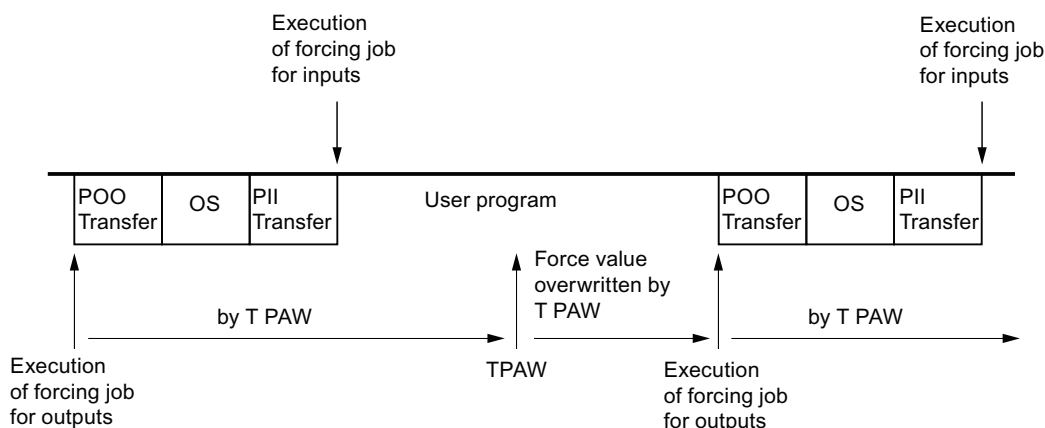 Execution
of forcing job
for inputs
Execution
of forcing job
for inputs
POO
Transfer
OS
PII
Transfer
User program
POO
Transfer
OS
PII
Transfer
by T PAW
Force value
overwritten by
T PAW
by T PAW
Execution
of forcing job
for outputs
TPAW
Execution
of forcing job
for outputs